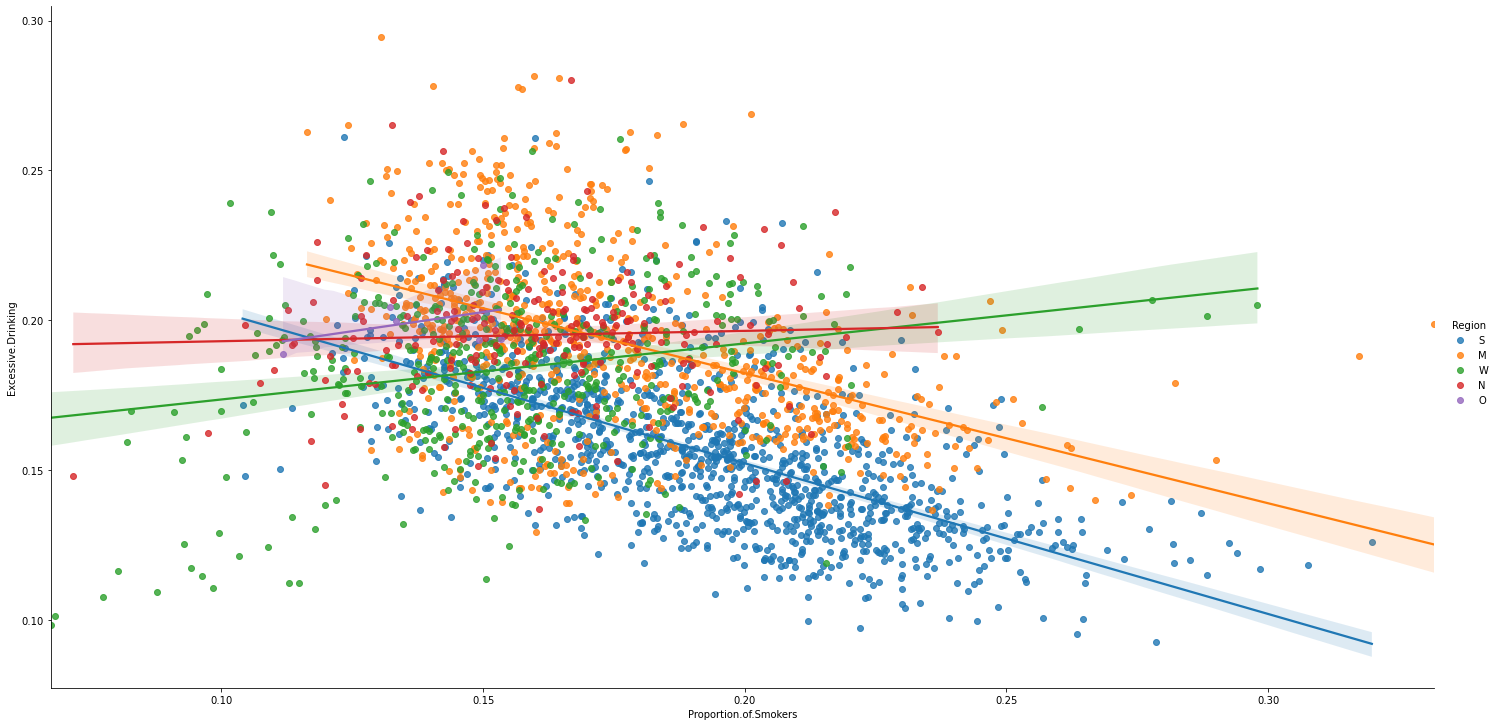 0.30
0.25
0.20
0.15
0.10
Excessive.Drinking
0.10
0.15
0.20
0.25
0.30
Proportion.of.Smokers
Region
S
M
W
N
O